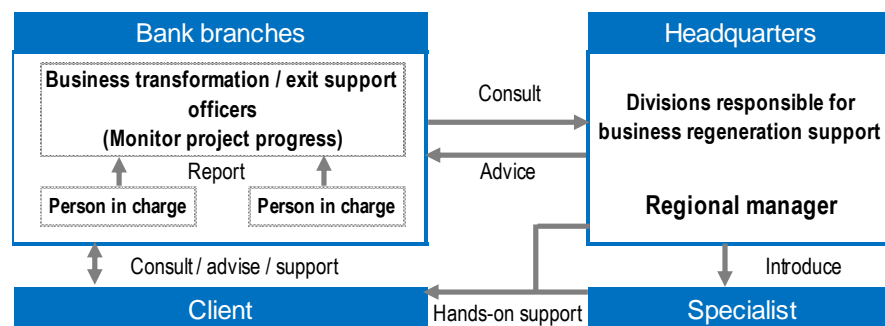 Bank branches
Business transformation / exit support
officers
(Monitor project progress)
Report
Person in charge
Person in charge
Consult
Advice
Headquarters
Divisions responsible for
business regeneration support
Regional manager
Consult / advise / support
Introduce
Client
Hands-on support
Specialist